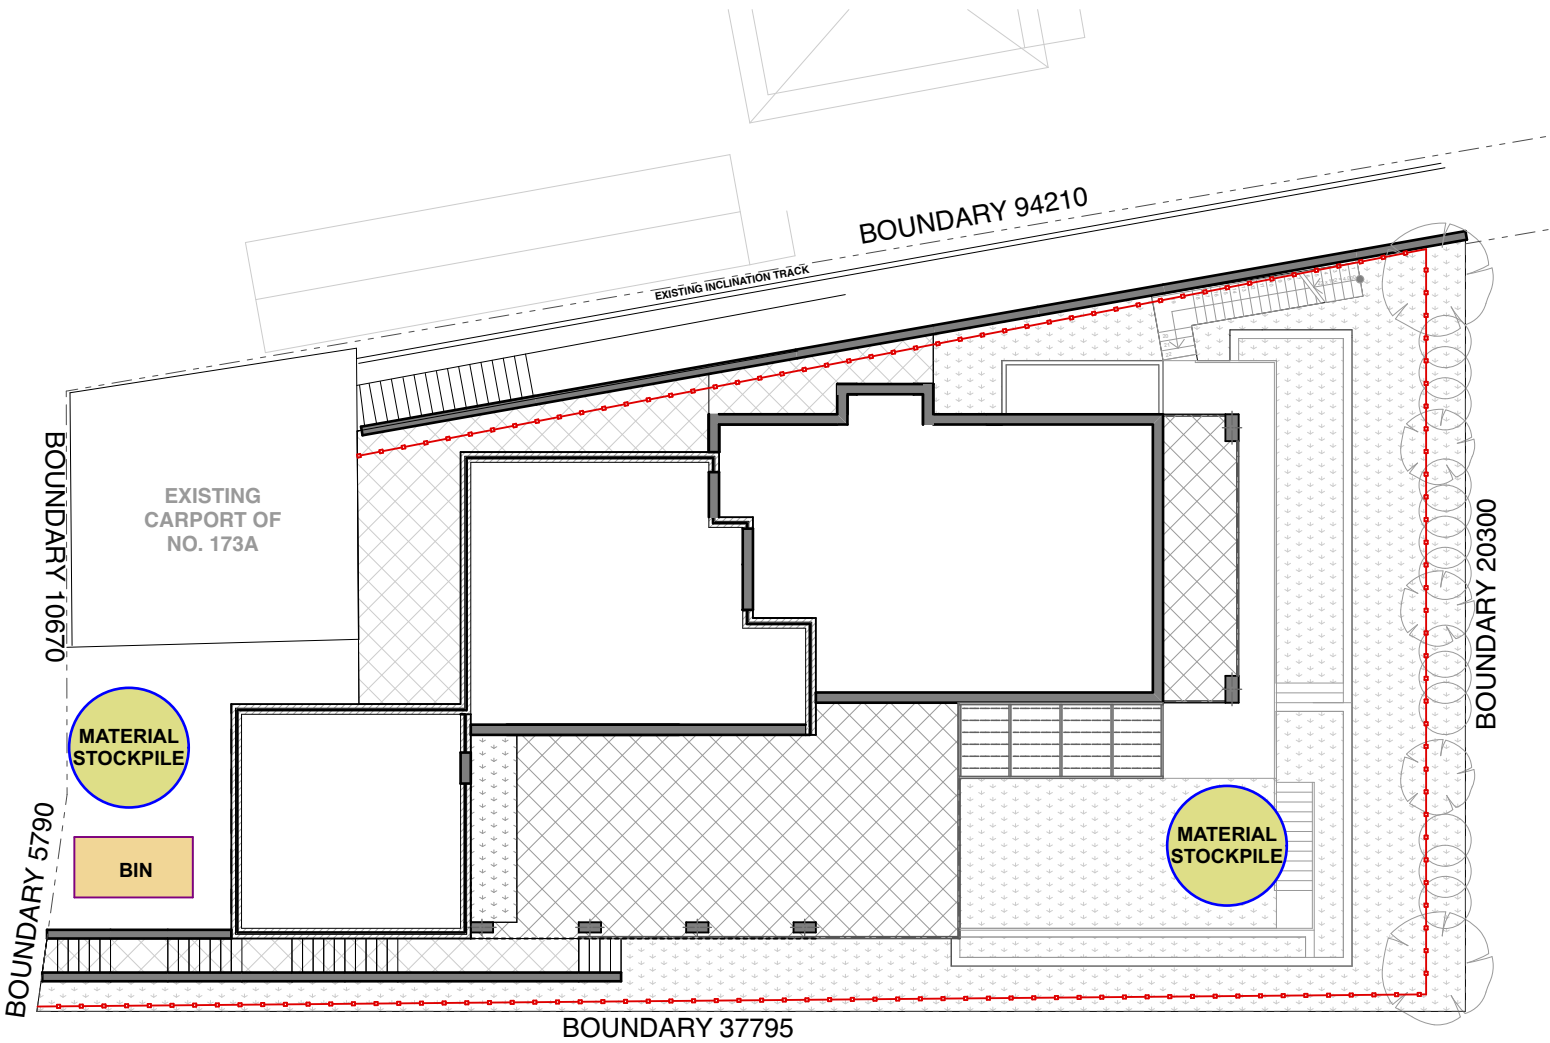 BOUNDARY 94210
EXISTING INCLINATION TRACK
EXISTING
CARPORT OF
NO. 173A
BOUNDARY 10670
BOUNDARY 20300
MATERIAL
STOCKPILE
BOUNDARY 5790
BIN
MATERIAL
STOCKPILE
BOUNDARY 37795